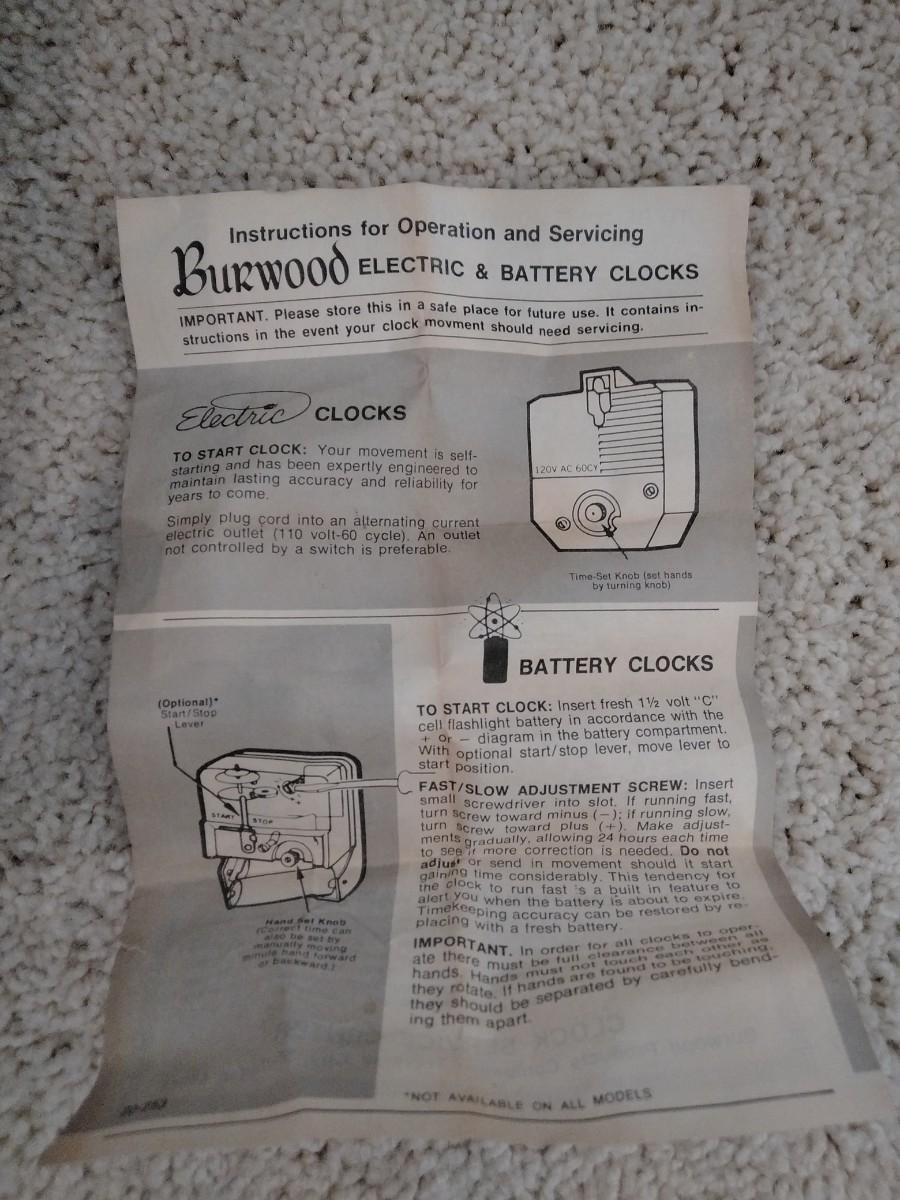 Instructions for Operation and Servicing
Burwood ELECTRIC & BATTERY CLOCKS
IMPORTANT. Please store this in a safe place for future use. It contains in-
structions in the event your clock movment should need servicing.
Electric CLOCKS
TO START CLOCK: Your movement is self-
starting and has been expertly engineered to
maintain lasting accuracy and reliability for
years to come.
Simply plug cord into an alternating current
electric outlet (110 volt-60 cycle). An outlet
not controlled by a switch is preferable.
120V AC 60CY
Time-Set Knob (set hands
by turning knob)
BATTERY CLOCKS
(Optional)*
Start/Stop
Lever
START
STOP
Hand Set Knob
(Correct time can
also be set by
manually moving
minute hand forward
or backward.)
TO START CLOCK: Insert fresh 1½ volt "C"
cell flashlight battery in accordance with the
+ or – diagram in the battery compartment.
With optional start/stop lever, move lever to
start position.
FAST/SLOW ADJUSTMENT SCREW: Insert
small screwdriver into slot. If running fast,
turn screw toward minus (–); if running slow,
turn screw toward plus (+). Make adjust-
ments gradually, allowing 24 hours each time
to see if more correction is needed. Do not
adjust or send in movement should it start
gaining time considerably. This tendency for
the clock to run fast is a built in feature to
alert you when the battery is about to expire.
Timekeeping accuracy can be restored by re-
placing with a fresh battery.
IMPORTANT. In order for all clocks to oper-
ate there must be full clearance between all
hands. Hands must not touch each other as
they rotate. If hands are found to be touching,
they should be separated by carefully bend-
ing them apart.
*NOT AVAILABLE ON ALL MODELS